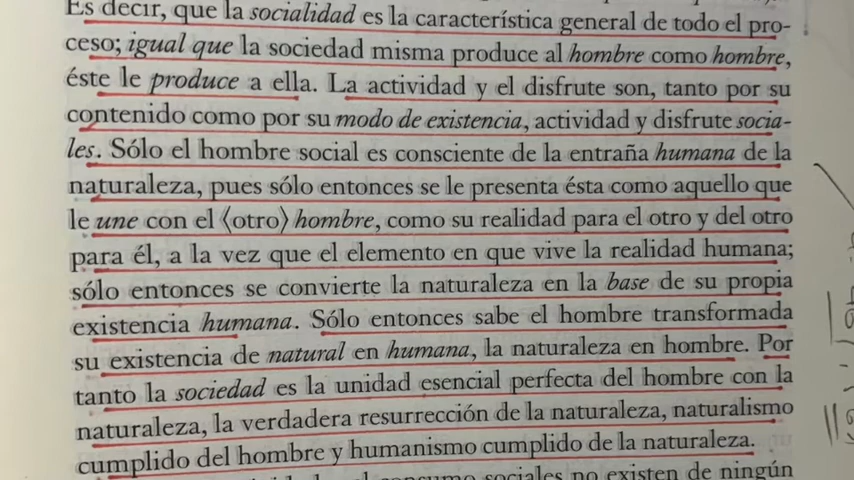 Es decir, que la socialidad es la característica general de todo el pro-
ceso; igual que la sociedad misma produce al hombre como hombre,
éste le produce a ella. La actividad y el disfrute son, tanto por su
contenido como por su modo de existencia, actividad y disfrute socia-
les. Sólo el hombre social es consciente de la entraña humana de la
naturaleza, pues sólo entonces se le presenta ésta como aquello que
le une con el ⟨otro⟩ hombre, como su realidad para el otro y del otro
para él, a la vez que el elemento en que vive la realidad humana;
sólo entonces se convierte la naturaleza en la base de su propia
existencia humana. Sólo entonces sabe el hombre transformada
su existencia de natural en humana, la naturaleza en hombre. Por
tanto la sociedad es la unidad esencial perfecta del hombre con la
naturaleza, la verdadera resurrección de la naturaleza, naturalismo
cumplido del hombre y humanismo cumplido de la naturaleza.
consumo sociales no existen de ningún